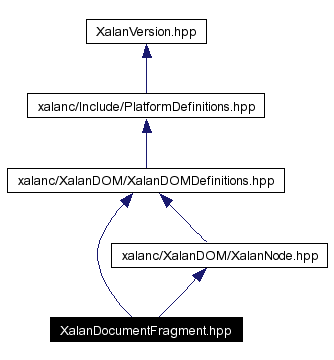 XalanVersion.hpp
xalanc/Include/PlatformDefinitions.hpp
xalanc/XalanDOM/XalanDOMDefinitions.hpp
xalanc/XalanDOM/XalanNode.hpp
XalanDocumentFragment.hpp